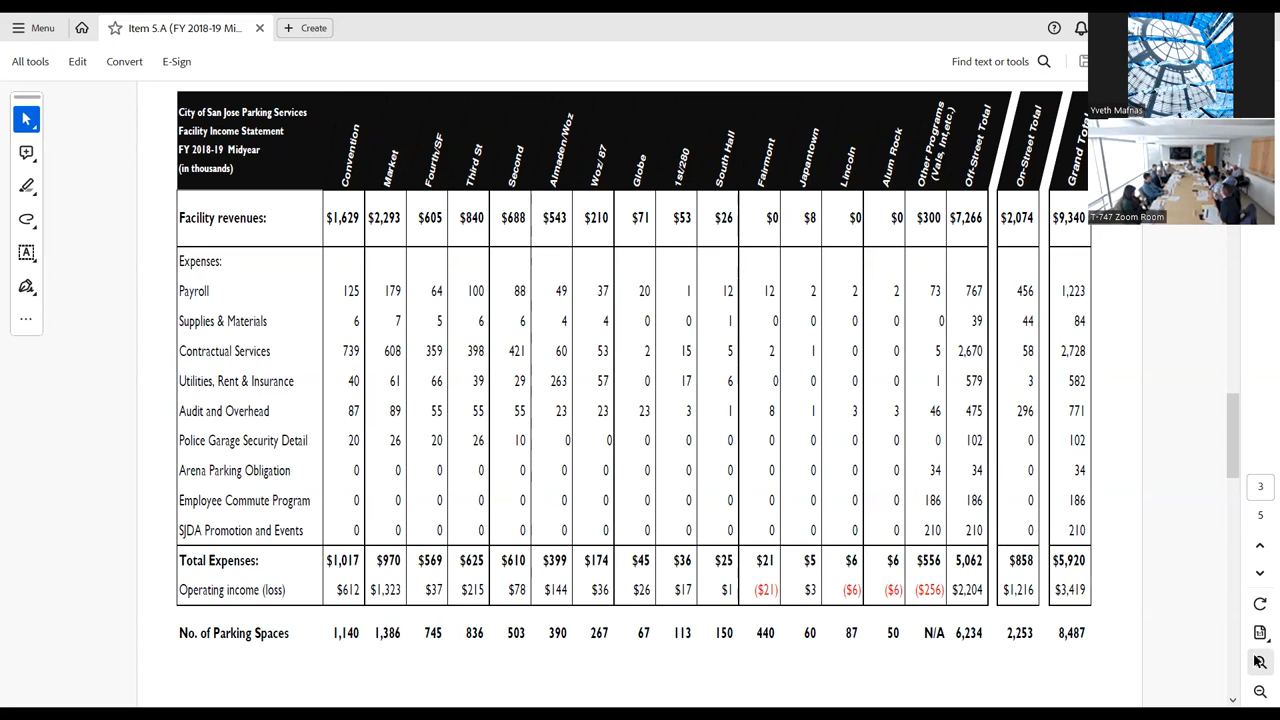 Menu
Item 5.A (FY 2018-19 Mi...
Create
All tools Edit Convert E-Sign
Find text or tools
Yveth Mafnas
T-747 Zoom Room
City of San Jose Parking Services
Facility Income Statement
FY 2018-19 Midyear
(in thousands)
Convention Market Fourth/SF Third St Second Almaden/Woz Woz/ 87 Globe 1st/280 South Hall Fairmont Japantown Lincoln Alum Rock Other Programs (Vals, Int,etc.) Off-Street Total On-Street Total Grand Total
Facility revenues: $1,629 $2,293 $605 $840 $688 $543 $210 $71 $53 $26 $0 $8 $0 $0 $300 $7,266 $2,074 $9,340
Expenses:
Payroll 125 179 64 100 88 49 37 20 1 12 12 2 2 2 73 767 456 1,223
Supplies & Materials 6 7 5 6 6 4 4 0 0 1 0 0 0 0 0 39 44 84
Contractual Services 739 608 359 398 421 60 53 2 15 5 2 1 0 0 5 2,670 58 2,728
Utilities, Rent & Insurance 40 61 66 39 29 263 57 0 17 6 0 0 0 0 1 579 3 582
Audit and Overhead 87 89 55 55 55 23 23 23 3 1 8 1 3 3 46 475 296 771
Police Garage Security Detail 20 26 20 26 10 0 0 0 0 0 0 0 0 0 0 102 0 102
Arena Parking Obligation 0 0 0 0 0 0 0 0 0 0 0 0 0 0 34 34 0 34
Employee Commute Program 0 0 0 0 0 0 0 0 0 0 0 0 0 0 186 186 0 186
SJDA Promotion and Events 0 0 0 0 0 0 0 0 0 0 0 0 0 0 210 210 0 210
Total Expenses: $1,017 $970 $569 $625 $610 $399 $174 $45 $36 $25 $21 $5 $6 $6 $556 5,062 $858 $5,920
Operating income (loss) $612 $1,323 $37 $215 $78 $144 $36 $26 $17 $1 ($21) $3 ($6) ($6) ($256) $2,204 $1,216 $3,419
No. of Parking Spaces 1,140 1,386 745 836 503 390 267 67 113 150 440 60 87 50 N/A 6,234 2,253 8,487
3
5